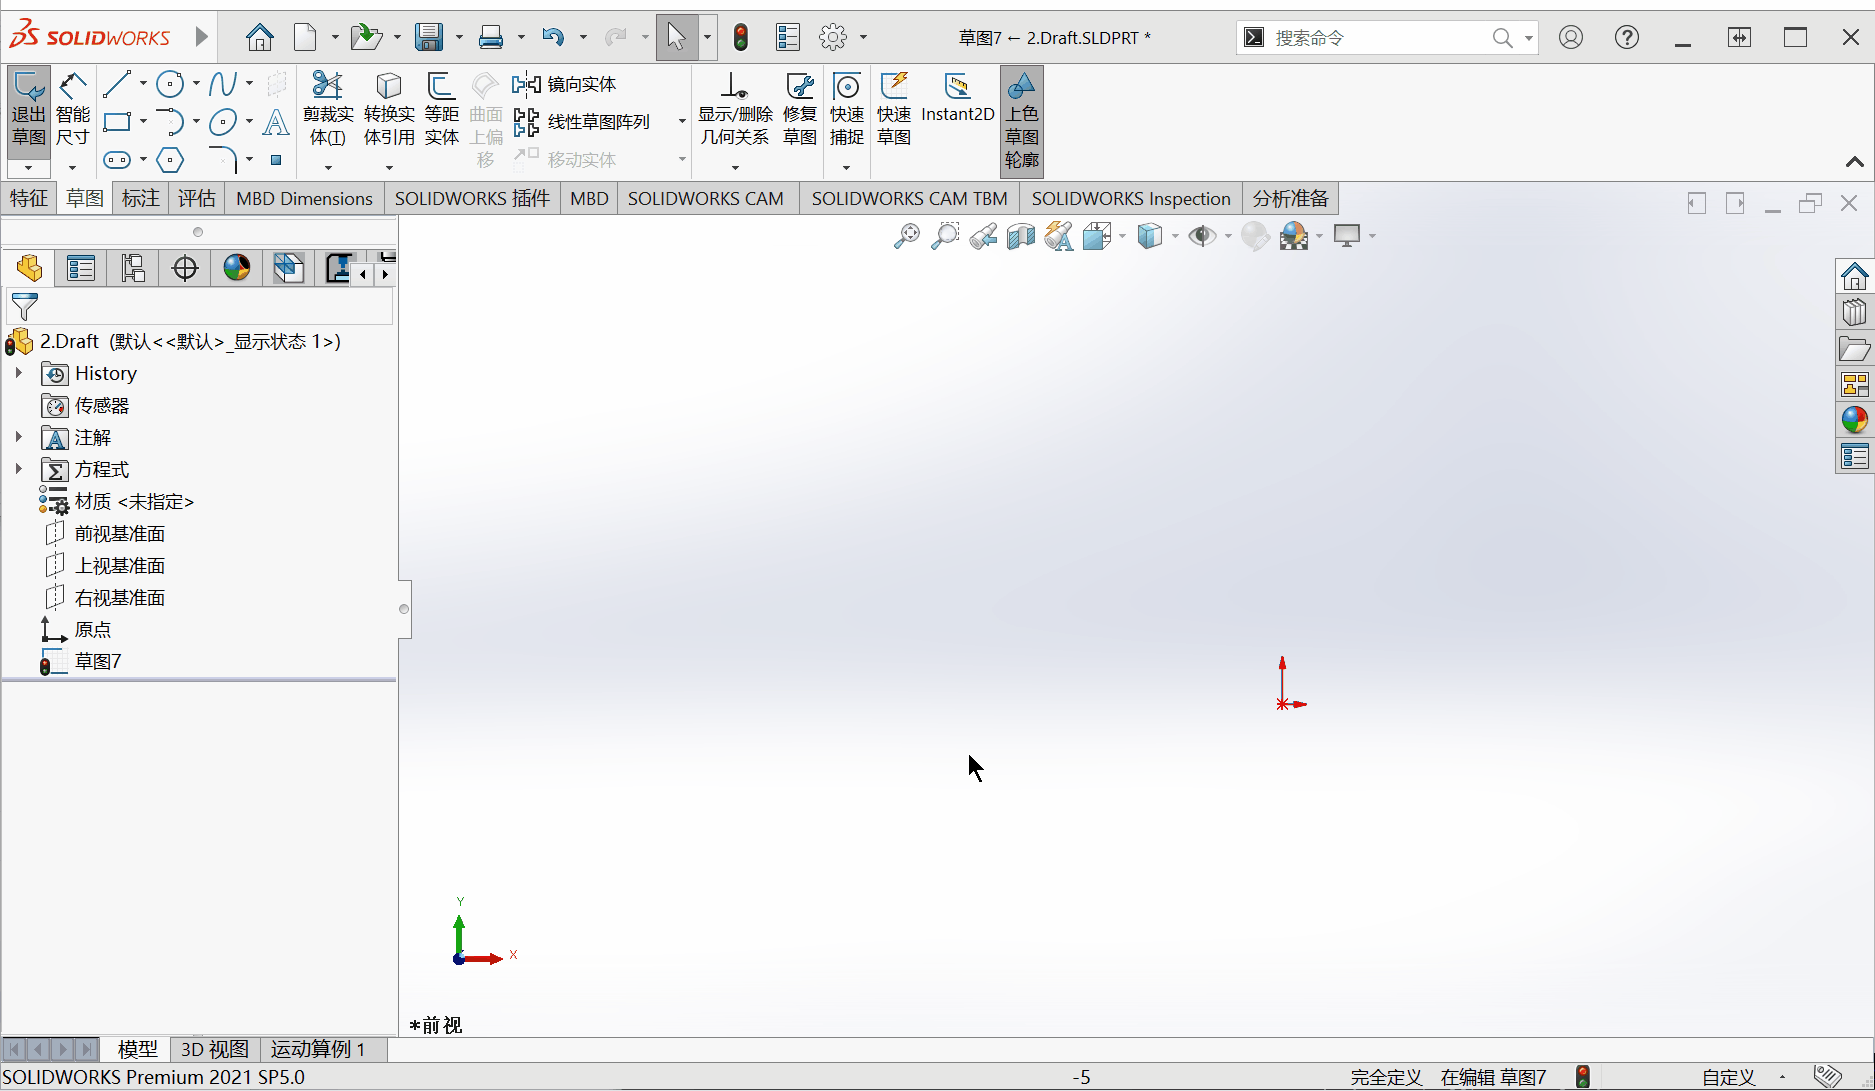 SOLIDWORKS
草图7 ← 2.Draft.SLDPRT *
搜索命令
退出草图
智能尺寸
剪裁实体(T)
转换实体引用
等距实体
曲面上偏移
镜向实体
线性草图阵列
移动实体
显示/删除几何关系
修复草图
快速捕捉
快速草图
Instant2D
上色草图轮廓
特征 草图 标注 评估 MBD Dimensions SOLIDWORKS 插件 MBD SOLIDWORKS CAM SOLIDWORKS CAM TBM SOLIDWORKS Inspection 分析准备
2.Draft (默认<<默认>_显示状态 1>)
History
传感器
注解
方程式
材质 <未指定>
前视基准面
上视基准面
右视基准面
原点
草图7
Y
X
*前视
模型 3D 视图 运动算例 1
SOLIDWORKS Premium 2021 SP5.0 -5 完全定义 在编辑 草图7 自定义